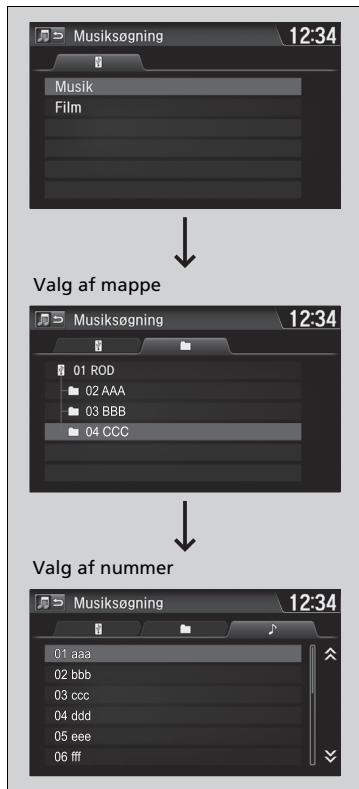 Musiksøgning 12:34
Musik
Film
Valg af mappe
Musiksøgning 12:34
01 ROD
02 AAA
03 BBB
04 CCC
Valg af nummer
Musiksøgning 12:34
01 aaa
02 bbb
03 ccc
04 ddd
05 eee
06 fff